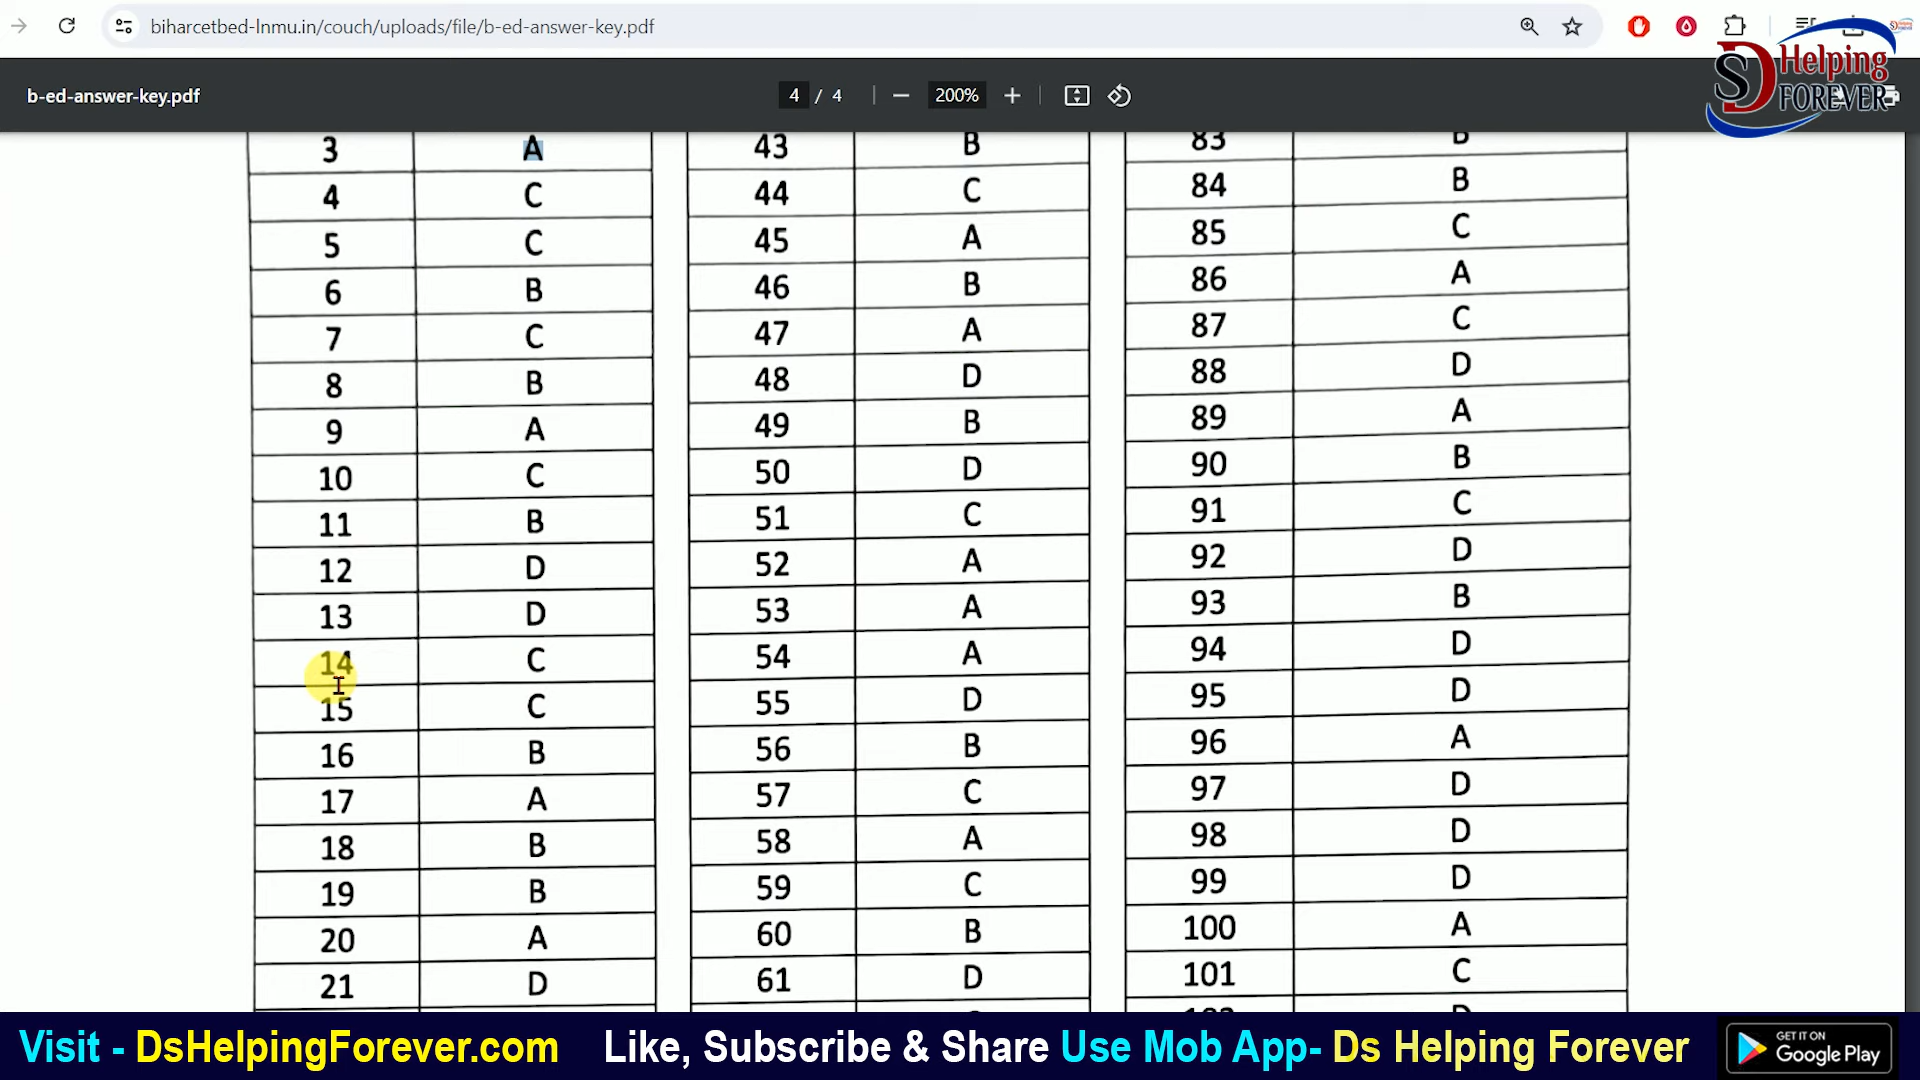 biharcetbed-lnmu.in/couch/uploads/file/b-ed-answer-key.pdf
SD Helping FOREVER
b-ed-answer-key.pdf
4 / 4
200%
3 A 43 B 83 B
4 C 44 C 84 B
5 C 45 A 85 C
6 B 46 B 86 A
7 C 47 A 87 C
8 B 48 D 88 D
9 A 49 B 89 A
10 C 50 D 90 B
11 B 51 C 91 C
12 D 52 A 92 D
13 D 53 A 93 B
14 C 54 A 94 D
15 C 55 D 95 D
16 B 56 B 96 A
17 A 57 C 97 D
18 B 58 A 98 D
19 B 59 C 99 D
20 A 60 B 100 A
21 D 61 D 101 C
Visit - DsHelpingForever.com Like, Subscribe & Share Use Mob App- Ds Helping Forever
GET IT ON
Google Play